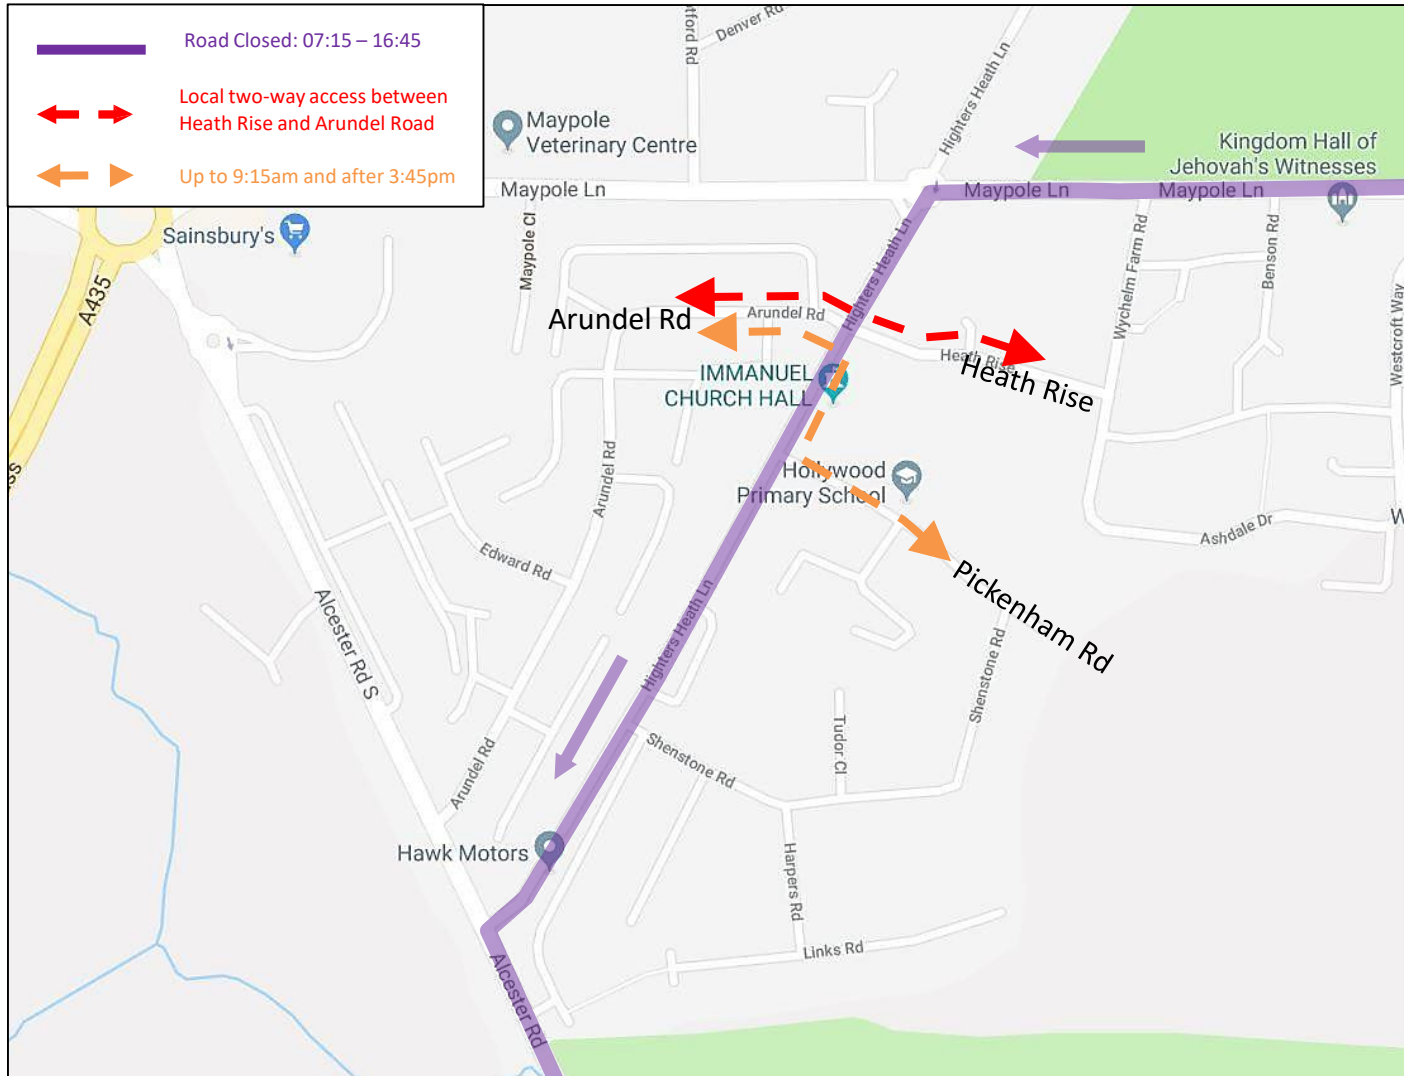 Road Closed: 07:15 – 16:45
Local two-way access between
Heath Rise and Arundel Road
Up to 9:15am and after 3:45pm
tford Rd
Denver Rd
Highters Heath Ln
Maypole
Veterinary Centre
Kingdom Hall of
Jehovah's Witnesses
Maypole Ln
Maypole Ln
Maypole Ln
Sainsbury's
Maypole Cl
A435
Highters Heath Ln
Wychelm Farm Rd
Benson Rd
Westcroft Way
Arundel Rd
Arundel Rd
Heath Rise
Heath Rise
IMMANUEL
CHURCH HALL
Arundel Rd
Hollywood
Primary School
ss
W
Ashdale Dr
Edward Rd
Pickenham Rd
Alcester Rd S
Highters Heath Ln
Shenstone Rd
Shenstone Rd
Tudor Cl
Arundel Rd
Hawk Motors
Harpers Rd
Links Rd
Alcester Rd